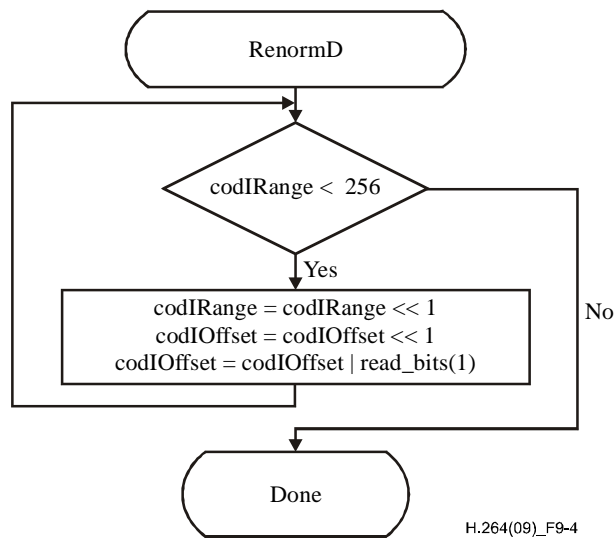 RenormD
codIRange < 256
Yes
No
codIRange = codIRange << 1
codIOffset = codIOffset << 1
codIOffset = codIOffset | read_bits(1)
Done
H.264(09)_F9-4